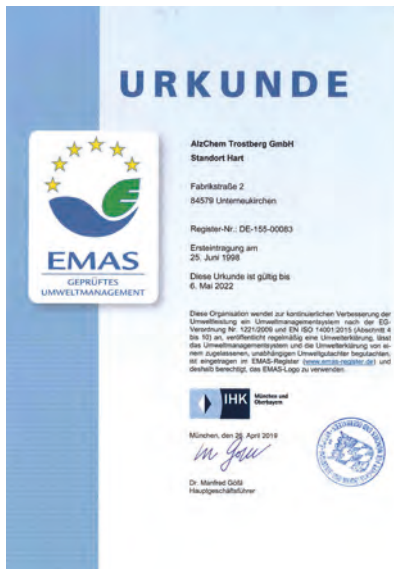 URKUNDE
AlzChem Trostberg GmbH
Standort Hart
Fabrikstraße 2
84579 Unterneukirchen
Register-Nr.: DE-155-00083
Ersteintragung am
25. Juni 1998
Diese Urkunde ist gültig bis
6. Mai 2022
EMAS
GEPRÜFTES
UMWELTMANAGEMENT
Diese Organisation wendet zur kontinuierlichen Verbesserung der
Umweltleistung ein Umweltmanagementsystem nach der EG-
Verordnung Nr. 1221/2009 und EN ISO 14001:2015 (Abschnitt 4
bis 10) an, veröffentlicht regelmäßig eine Umwelterklärung, lässt
das Umweltmanagementsystem und die Umwelterklärung von ei-
nem zugelassenen, unabhängigen Umweltgutachter begutachten,
ist eingetragen im EMAS-Register (www.emas-register.de) und
deshalb berechtigt, das EMAS-Logo zu verwenden.
IHK München und
Oberbayern
München, den April 2019
Dr. Manfred Gößl
Hauptgeschäftsführer